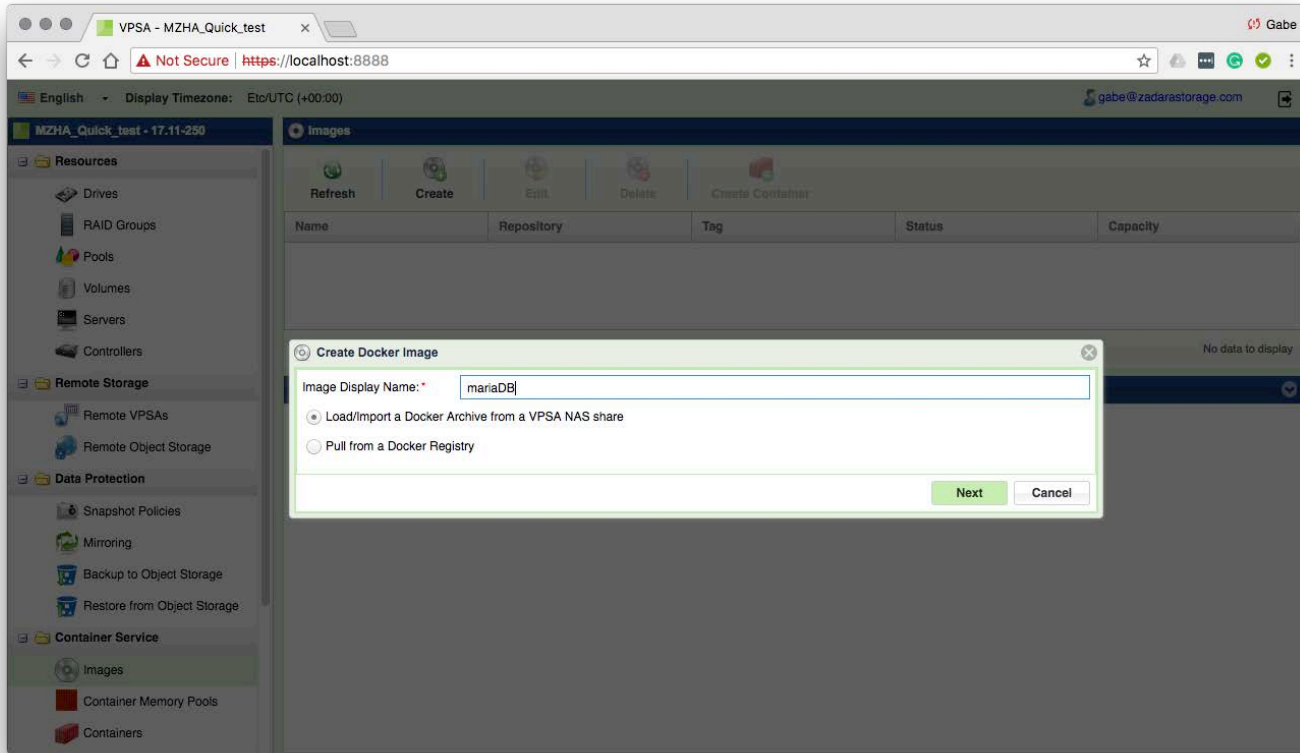 VPSA - MZHA_Quick_test
Gabe
Not Secure | https://localhost:8888
English
Display Timezone: Etc/UTC (+00:00)
gabe@zadarastorage.com
MZHA_Quick_test - 17.11-250
Resources
Drives
RAID Groups
Pools
Volumes
Servers
Controllers
Remote Storage
Remote VPSAs
Remote Object Storage
Data Protection
Snapshot Policies
Mirroring
Backup to Object Storage
Restore from Object Storage
Container Service
Images
Container Memory Pools
Containers
Images
Refresh Create Edit Delete Create Container
Name Repository Tag Status Capacity
No data to display
Create Docker Image
Image Display Name:* mariaDB
Load/Import a Docker Archive from a VPSA NAS share
Pull from a Docker Registry
Next Cancel